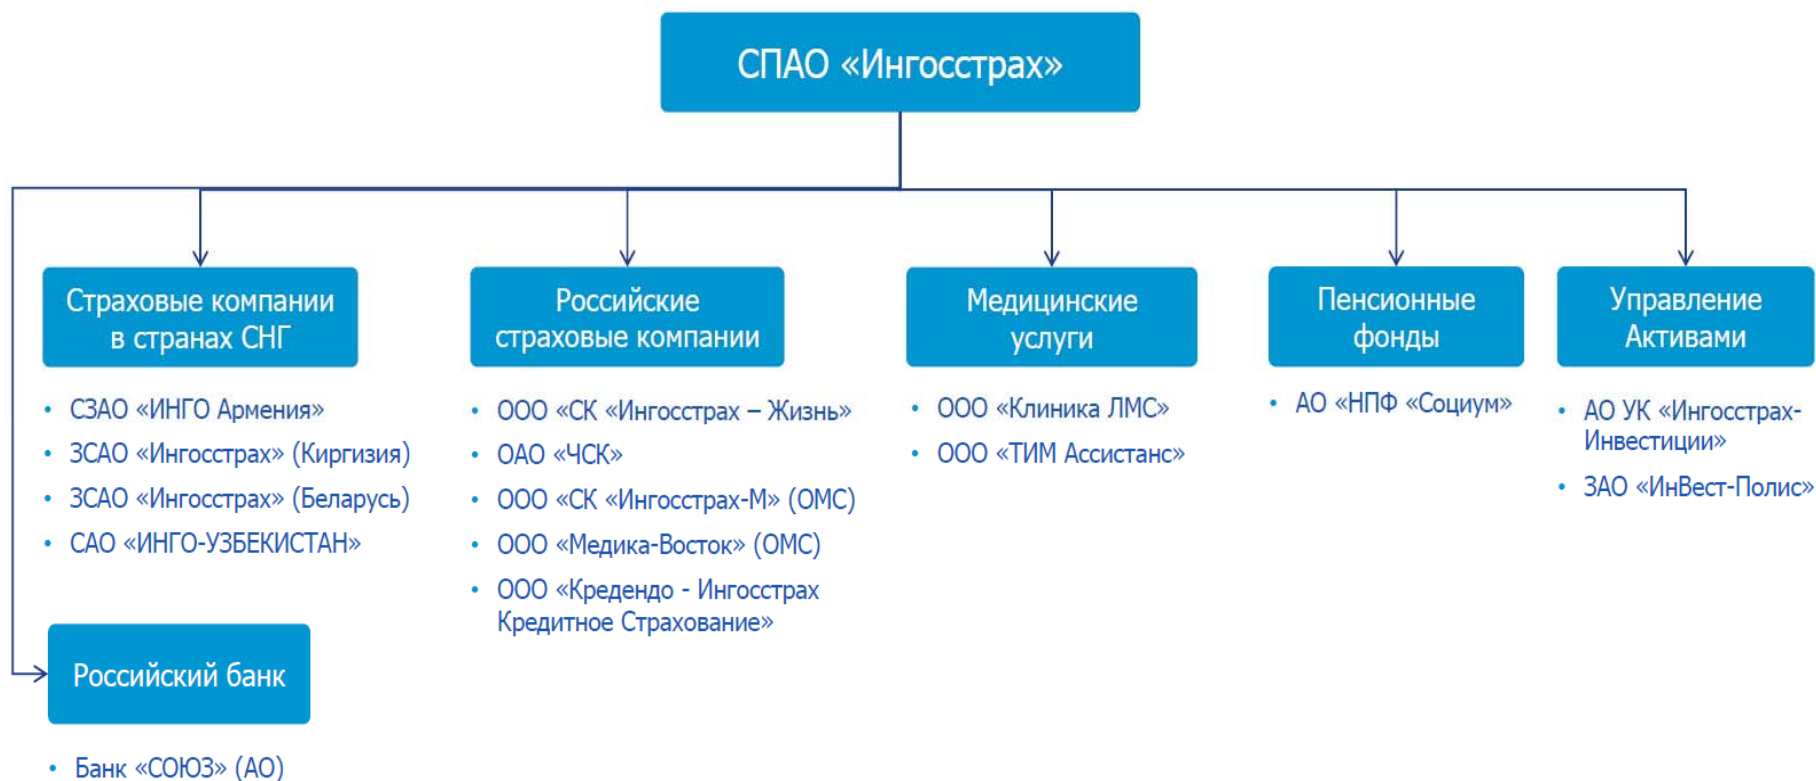 СПАО «Ингосстрах»
Страховые компании
в странах СНГ
• СЗАО «ИНГО Армения»
• ЗСАО «Ингосстрах» (Киргизия)
• ЗСАО «Ингосстрах» (Беларусь)
• САО «ИНГО-УЗБЕКИСТАН»
Российские
страховые компании
• ООО «СК «Ингосстрах – Жизнь»
• ОАО «ЧСК»
• ООО «СК «Ингосстрах-М» (ОМС)
• ООО «Медика-Восток» (ОМС)
• ООО «Кредендо - Ингосстрах
Кредитное Страхование»
Медицинские
услуги
• ООО «Клиника ЛМС»
• ООО «ТИМ Ассистанс»
Пенсионные
фонды
• АО «НПФ «Социум»
Управление
Активами
• АО УК «Ингосстрах-
Инвестиции»
• ЗАО «ИнВест-Полис»
Российский банк
• Банк «СОЮЗ» (АО)